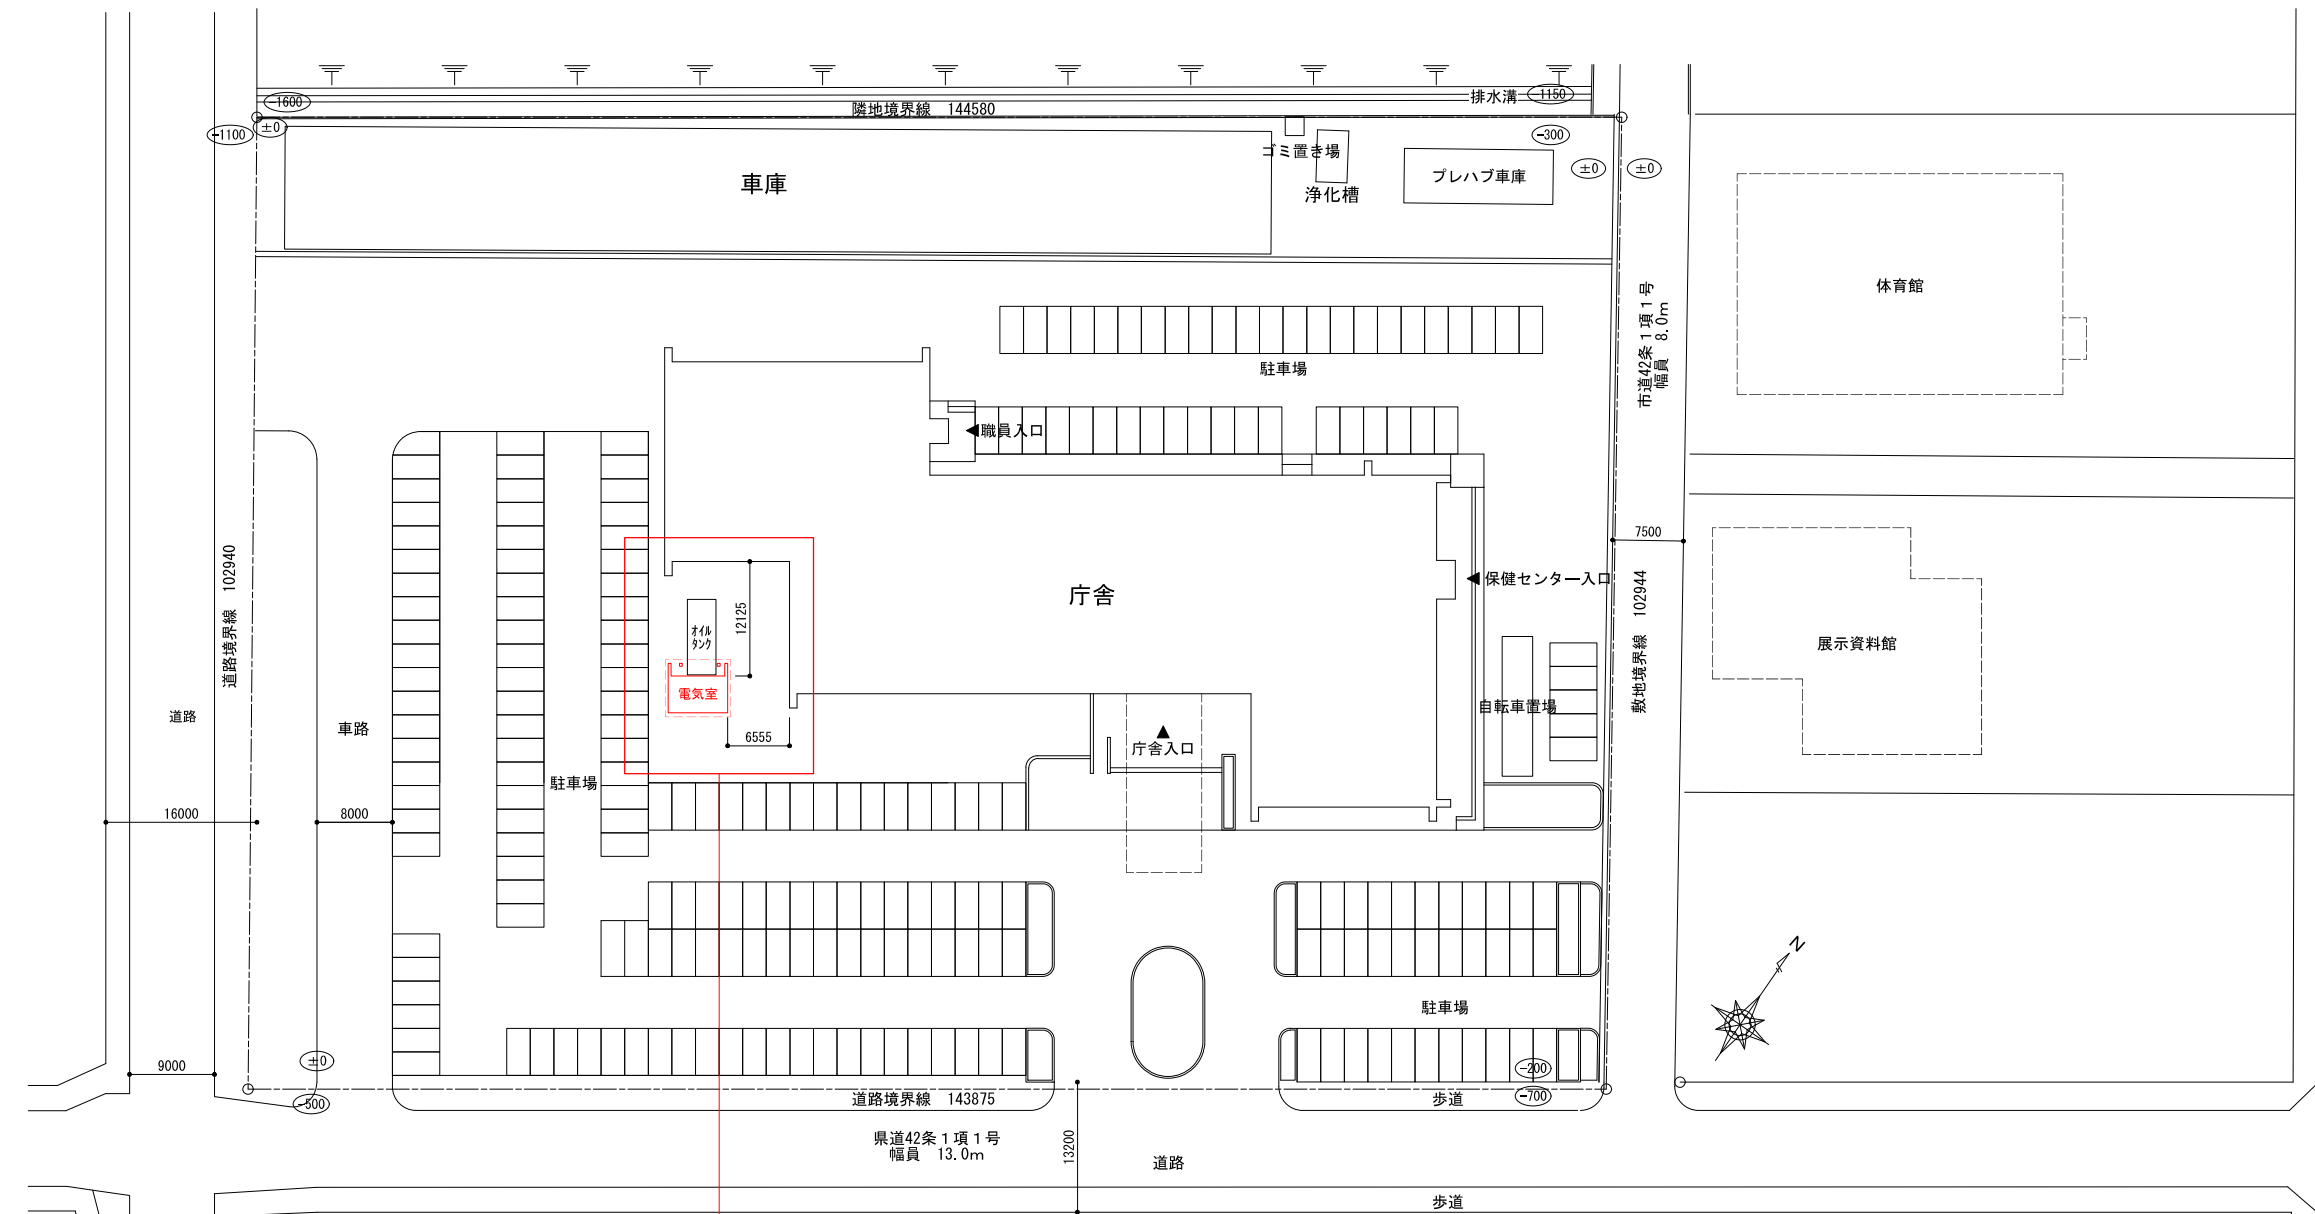 -1600
隣地境界線　144580
排水溝
-1150
-1100
±0
-300
ゴミ置き場
±0
±0
車庫
プレハブ車庫
浄化槽
体育館
市道42条１項１号
幅員　8.0m
駐車場
職員入口
7500
道路境界線　102940
保健センター入口
庁舎
12125
オイル
タンク
敷地境界線　102944
展示資料館
電気室
自転車置場
道路
車路
6555
庁舎入口
駐車場
16000
8000
N
駐車場
±0
9000
-200
-500
道路境界線　143875
歩道
-700
県道42条１項１号
幅員　13.0m
13200
道路
歩道